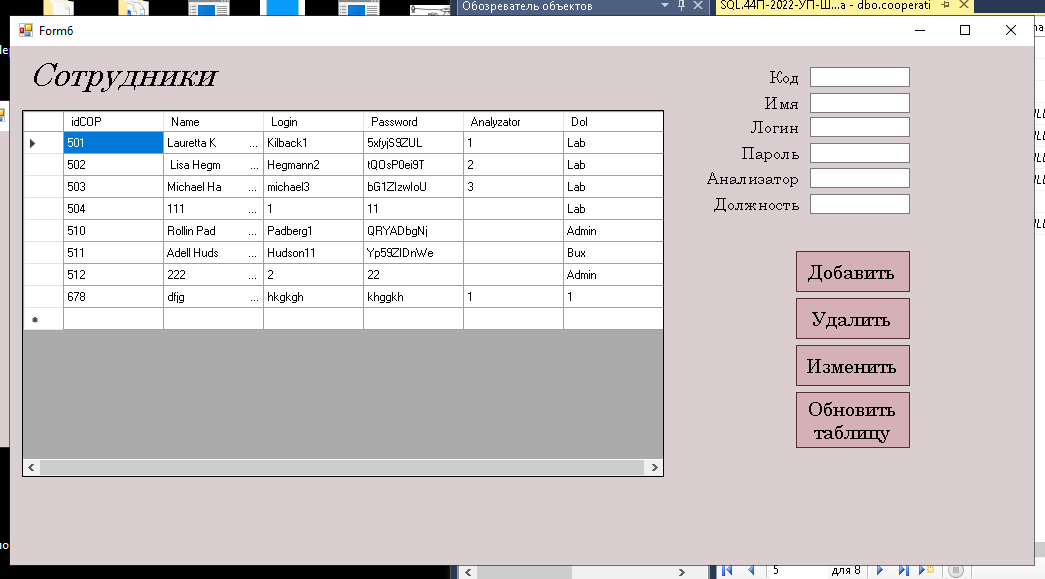 Обозреватель объектов
SQL.44П-2022-УП-Ш...a - dbo.cooperati
Form6
Сотрудники
idCOP Name Login Password Analyzator Dol
501 Lauretta K ... Kilback1 5xfyjS9ZUL 1 Lab
502 Lisa Hegm ... Hegmann2 tQOsP0ei9T 2 Lab
503 Michael Ha ... michael3 bG1ZIzwIoU 3 Lab
504 111 ... 1 11 Lab
510 Rollin Pad ... Padberg1 QRYADbgNj Admin
511 Adell Huds ... Hudson11 Yp59ZIDnWe Bux
512 222 ... 2 22 Admin
678 dfjg ... hkgkgh khggkh 1 1
Код
Имя
Логин
Пароль
Анализатор
Должность
Добавить
Удалить
Изменить
Обновить
таблицу
5 для 8